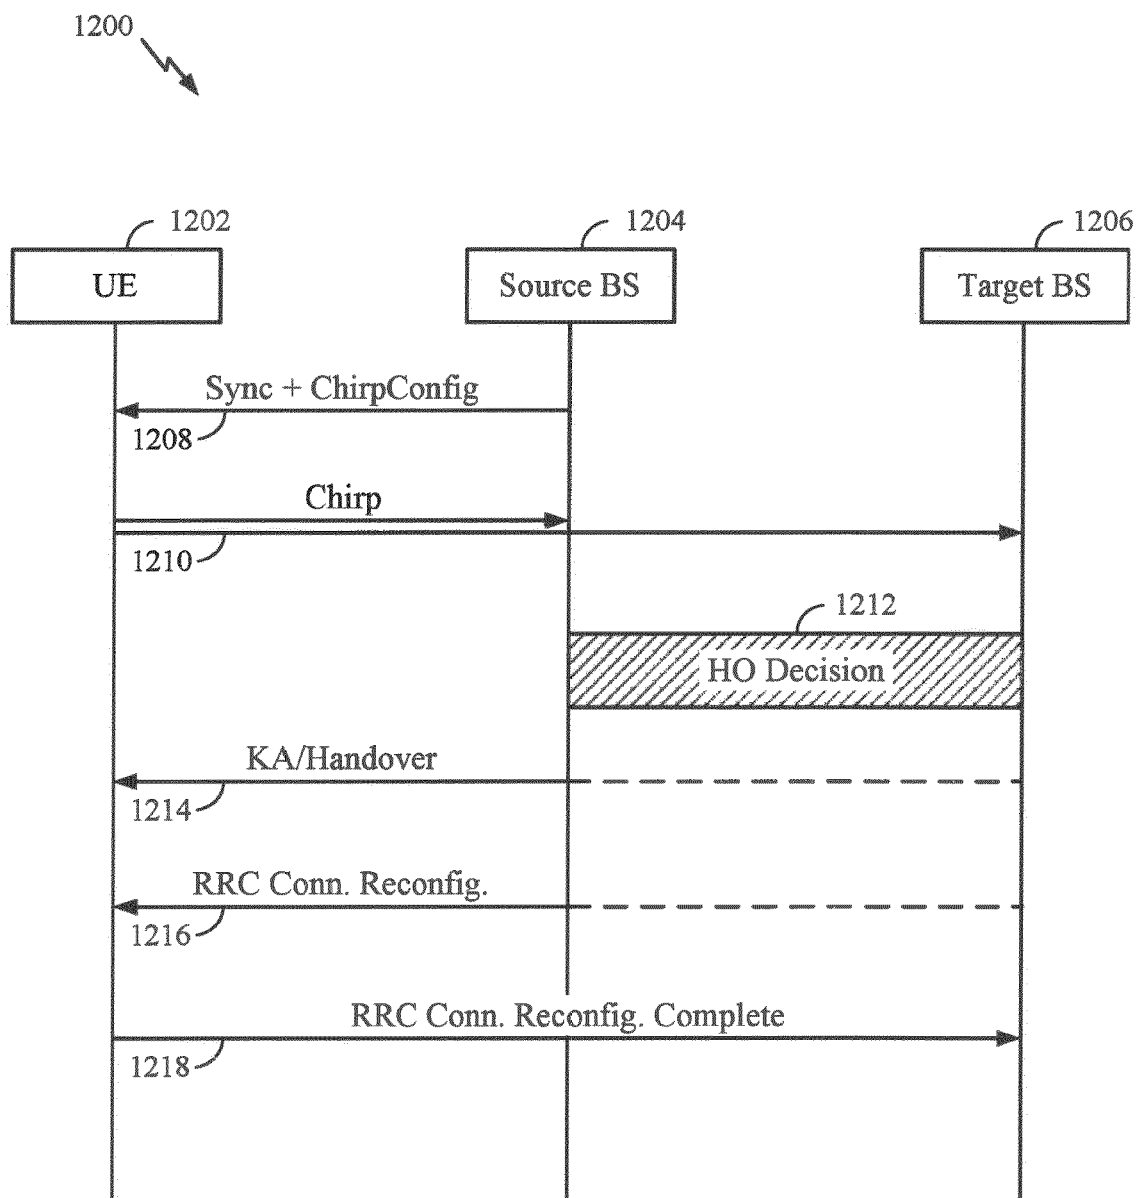 1200
1202
1204
1206
UE
Source BS
Target BS
Sync + ChirpConfig
1208
Chirp
1210
1212
HO Decision
KA/Handover
1214
RRC Conn. Reconfig.
1216
RRC Conn. Reconfig. Complete
1218